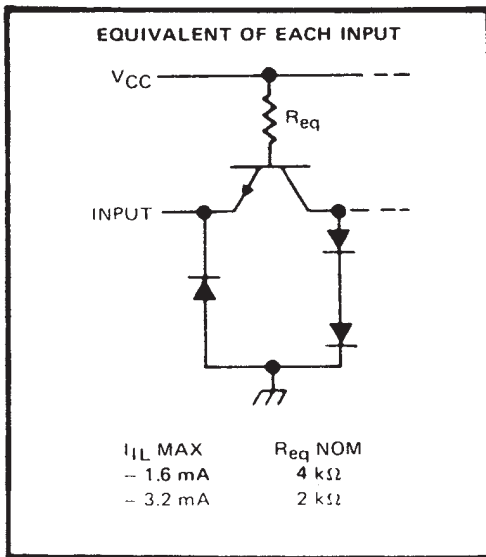 EQUIVALENT OF EACH INPUT
VCC
Req
INPUT
IIL MAX Req NOM
– 1.6 mA 4 kΩ
– 3.2 mA 2 kΩ